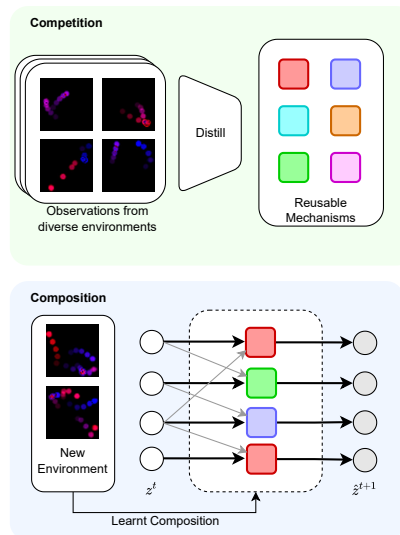 Competition
Distill
Observations from
diverse environments
Reusable
Mechanisms
Composition
New
Environment
z^t
ẑ^{t+1}
Learnt Composition